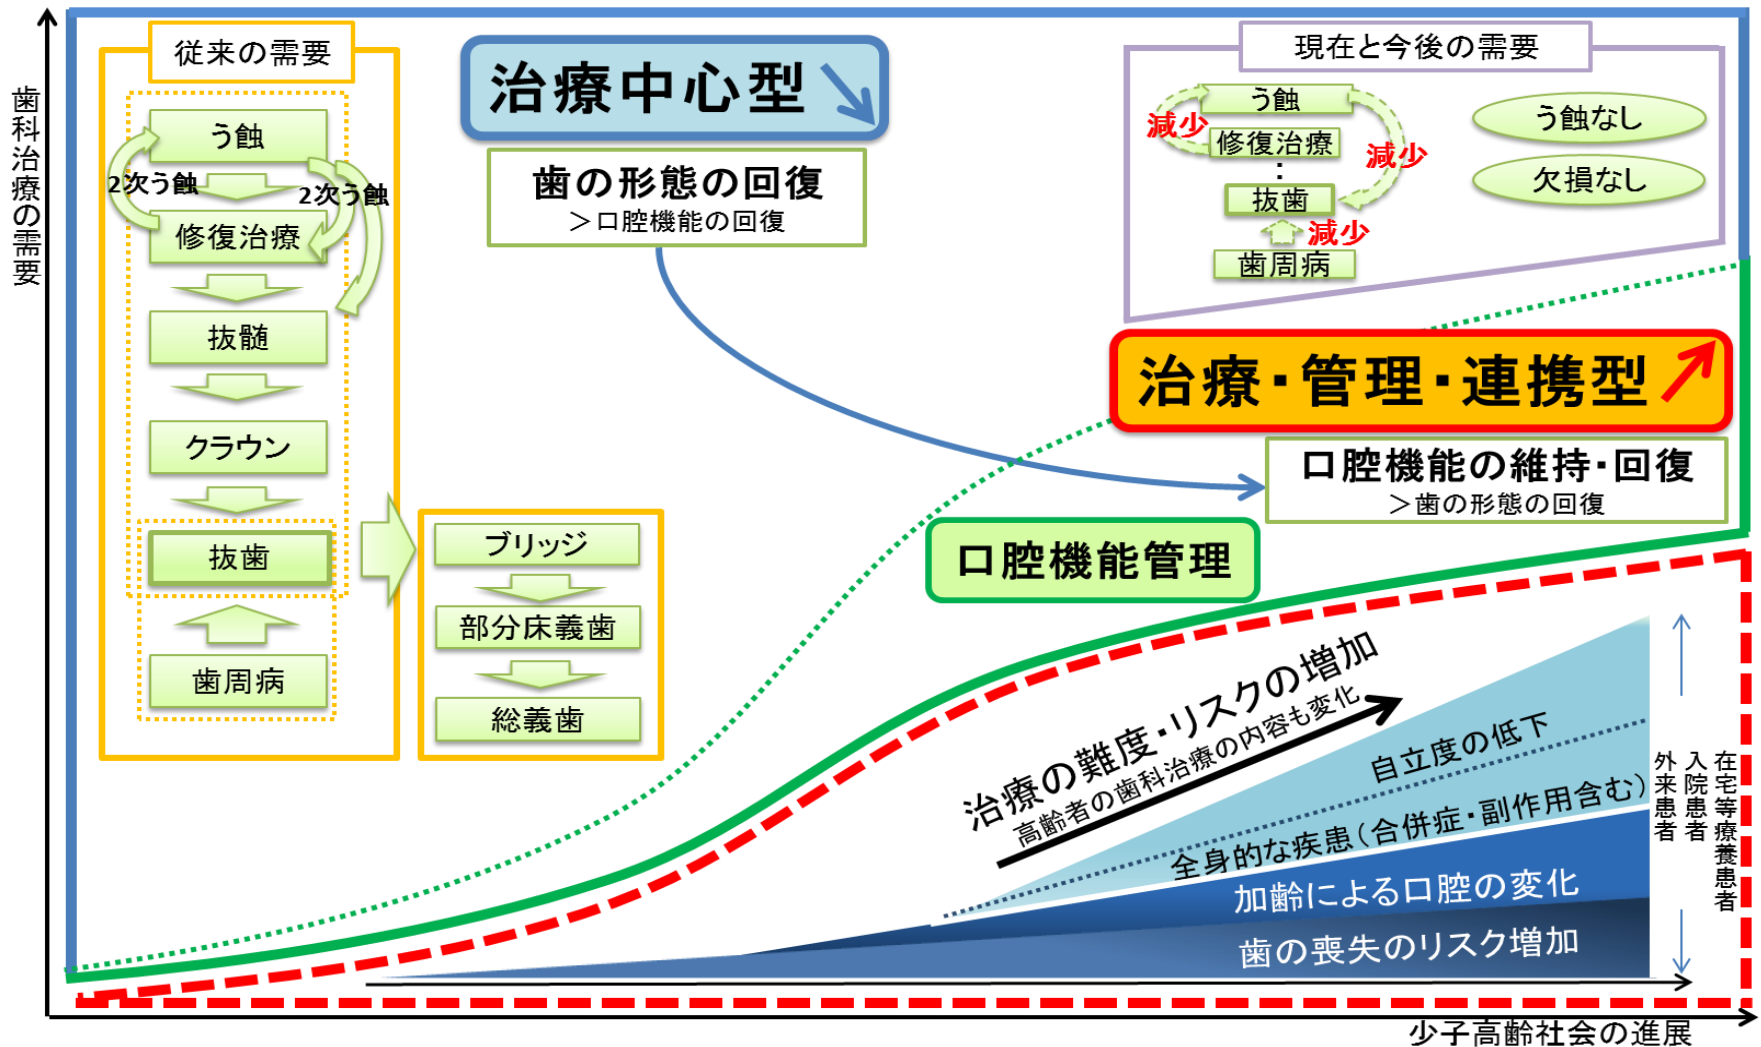 歯科治療の需要
従来の需要
う蝕
2次う蝕
2次う蝕
修復治療
抜髄
クラウン
抜歯
歯周病
ブリッジ
部分床義歯
総義歯
治療中心型
歯の形態の回復
＞口腔機能の回復
現在と今後の需要
う蝕
減少
修復治療
減少
：
抜歯
減少
歯周病
う蝕なし
欠損なし
治療・管理・連携型
口腔機能の維持・回復
＞歯の形態の回復
口腔機能管理
治療の難度・リスクの増加
高齢者の歯科治療の内容も変化
自立度の低下
全身的な疾患（合併症・副作用含む）
加齢による口腔の変化
歯の喪失のリスク増加
在宅等療養患者
入院患者
外来患者
少子高齢社会の進展